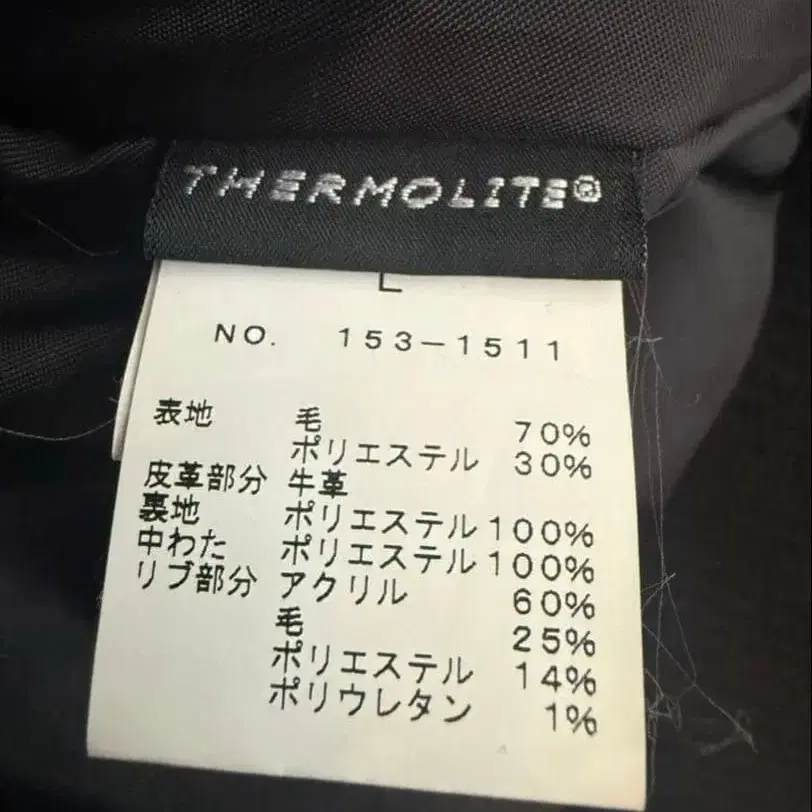 THERMOLITE®
L
NO. 153-1511
表地 毛 70%
ポリエステル 30%
皮革部分 牛革
裏地 ポリエステル 100%
中わた ポリエステル 100%
リブ部分 アクリル 60%
毛 25%
ポリエステル 14%
ポリウレタン 1%